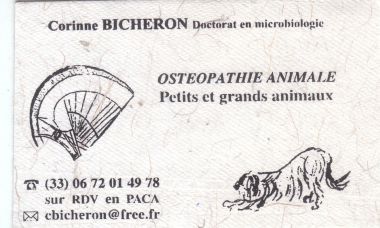 Corinne BICHERON Doctorat en microbiologie
OSTEOPATHIE ANIMALE
Petits et grands animaux
☎ (33) 06 72 01 49 78
sur RDV en PACA
✉ cbicheron@free.fr